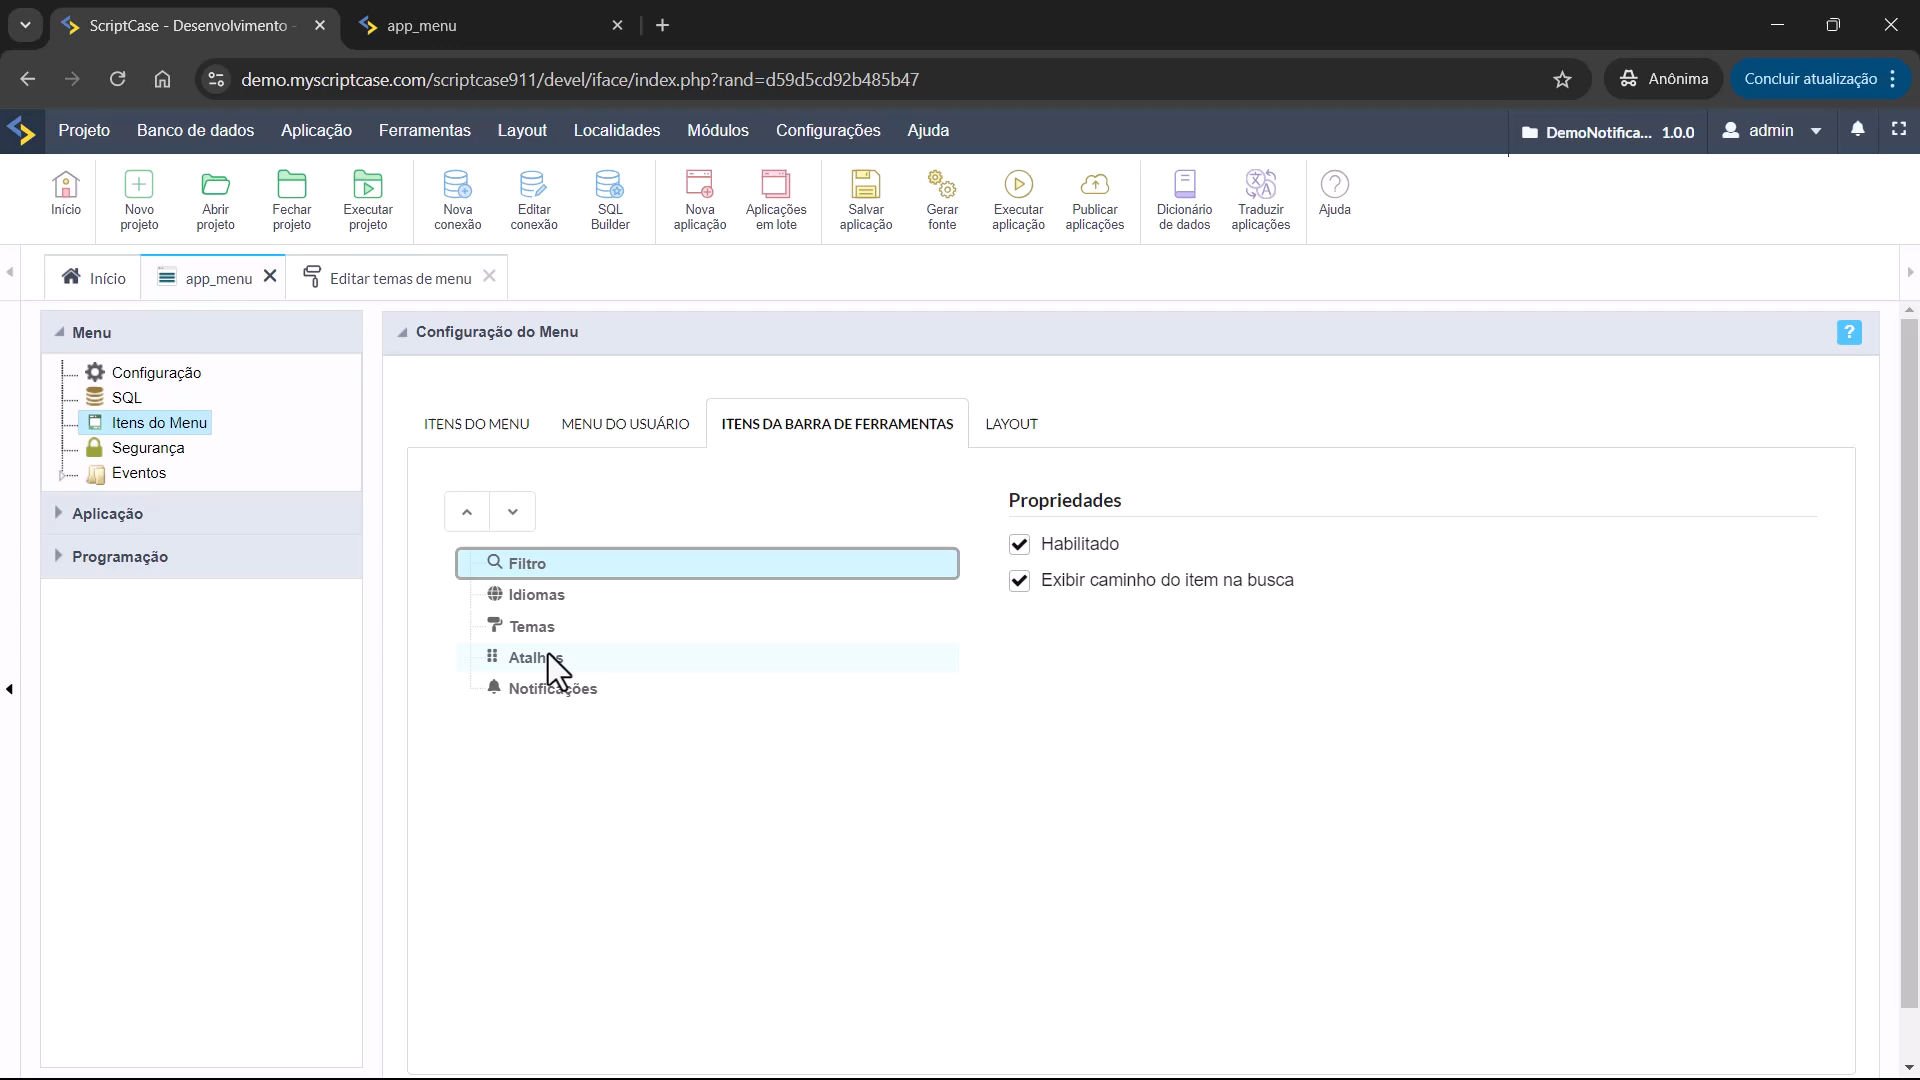 ScriptCase - Desenvolvimento -
app_menu
demo.myscriptcase.com/scriptcase911/devel/iface/index.php?rand=d59d5cd92b485b47
Anônima
Concluir atualização
Projeto
Banco de dados
Aplicação
Ferramentas
Layout
Localidades
Módulos
Configurações
Ajuda
DemoNotifica... 1.0.0
admin
Início
Novo
projeto
Abrir
projeto
Fechar
projeto
Executar
projeto
Nova
conexão
Editar
conexão
SQL
Builder
Nova
aplicação
Aplicações
em lote
Salvar
aplicação
Gerar
fonte
Executar
aplicação
Publicar
aplicações
Dicionário
de dados
Traduzir
aplicações
Ajuda
Início
app_menu
Editar temas de menu
Menu
Configuração
SQL
Itens do Menu
Segurança
Eventos
Aplicação
Programação
Configuração do Menu
?
ITENS DO MENU
MENU DO USUÁRIO
ITENS DA BARRA DE FERRAMENTAS
LAYOUT
Filtro
Idiomas
Temas
Atalhos
Notificações
Propriedades
Habilitado
Exibir caminho do item na busca